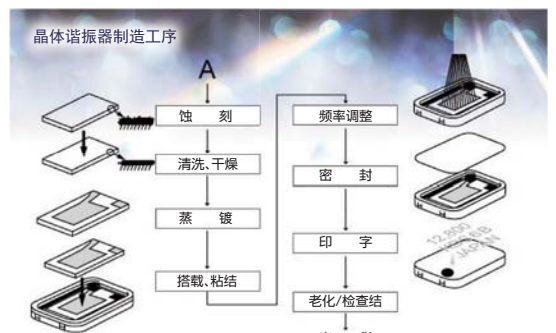 晶体谐振器制造工序
A
蚀 刻
清洗、干燥
蒸 镀
搭载、粘结
频率调整
密 封
印 字
老化/检查结
12,800
JAPAN